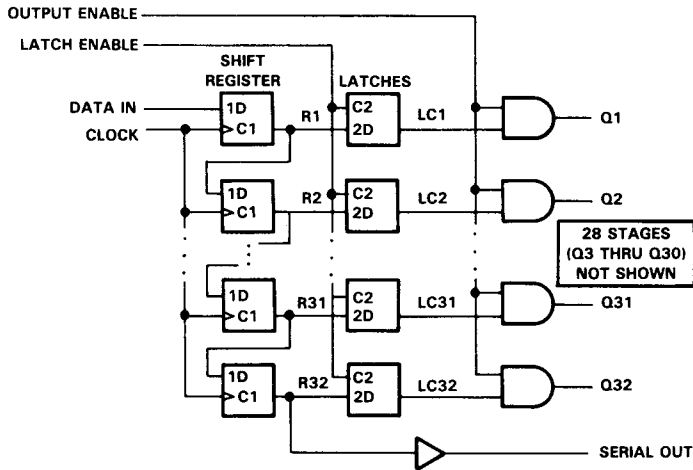 OUTPUT ENABLE
LATCH ENABLE
SHIFT
REGISTER
LATCHES
DATA IN
CLOCK
1D
C1
R1
C2
2D
LC1
Q1
1D
C1
R2
C2
2D
LC2
Q2
28 STAGES
(Q3 THRU Q30)
NOT SHOWN
1D
C1
R31
C2
2D
LC31
Q31
1D
C1
R32
C2
2D
LC32
Q32
SERIAL OUT